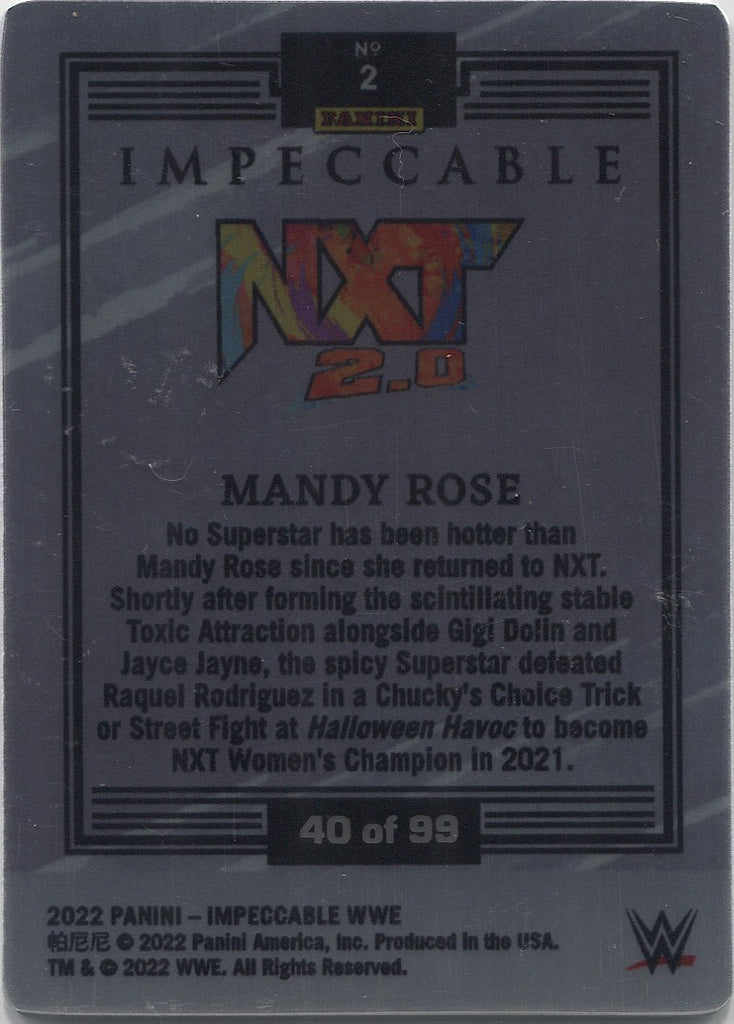 Nº
2
PANINI
IMPECCABLE
NXT
2.0
MANDY ROSE
No Superstar has been hotter than
Mandy Rose since she returned to NXT.
Shortly after forming the scintillating stable
Toxic Attraction alongside Gigi Dolin and
Jayce Jayne, the spicy Superstar defeated
Raquel Rodriguez in a Chucky's Choice Trick
or Street Fight at Halloween Havoc to become
NXT Women's Champion in 2021.
40 of 99
2022 PANINI – IMPECCABLE WWE
帕尼尼 © 2022 Panini America, Inc. Produced in the USA.
TM & © 2022 WWE. All Rights Reserved.
W